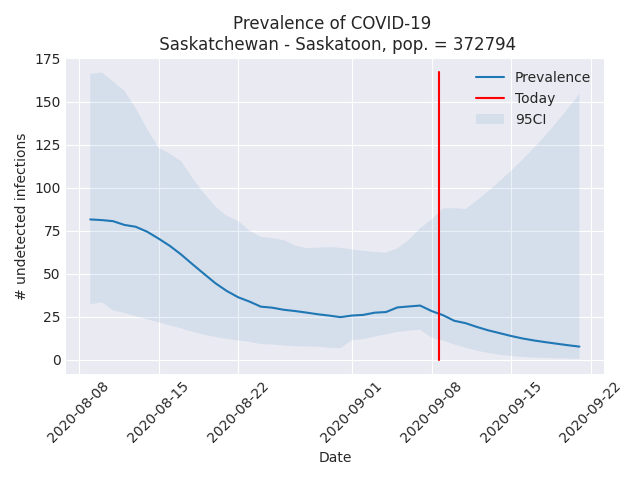 Prevalence of COVID-19
Saskatchewan - Saskatoon, pop. = 372794
# undetected infections
175
150
125
100
75
50
25
0
Prevalence
Today
95CI
2020-08-08
2020-08-15
2020-08-22
2020-09-01
2020-09-08
2020-09-15
2020-09-22
Date